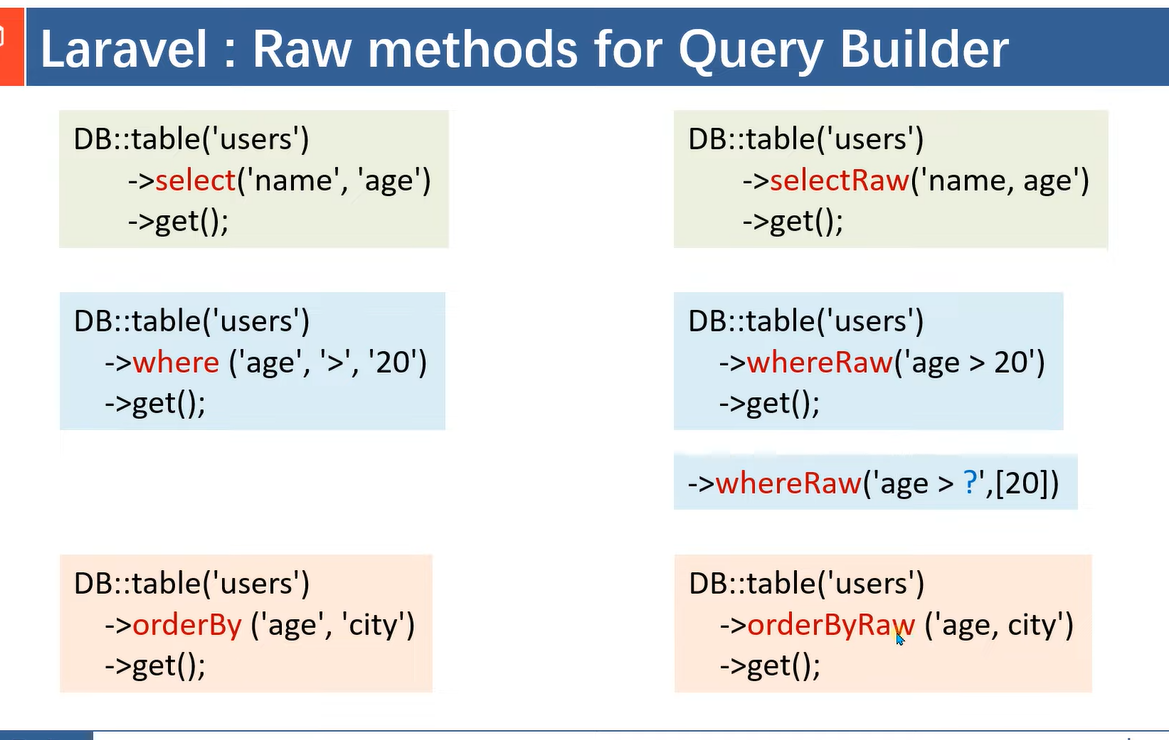 Laravel : Raw methods for Query Builder
DB::table('users')
->select('name', 'age')
->get();
DB::table('users')
->selectRaw('name, age')
->get();
DB::table('users')
->where ('age', '>', '20')
->get();
DB::table('users')
->whereRaw('age > 20')
->get();
->whereRaw('age > ?',[20])
DB::table('users')
->orderBy ('age', 'city')
->get();
DB::table('users')
->orderByRaw ('age, city')
->get();